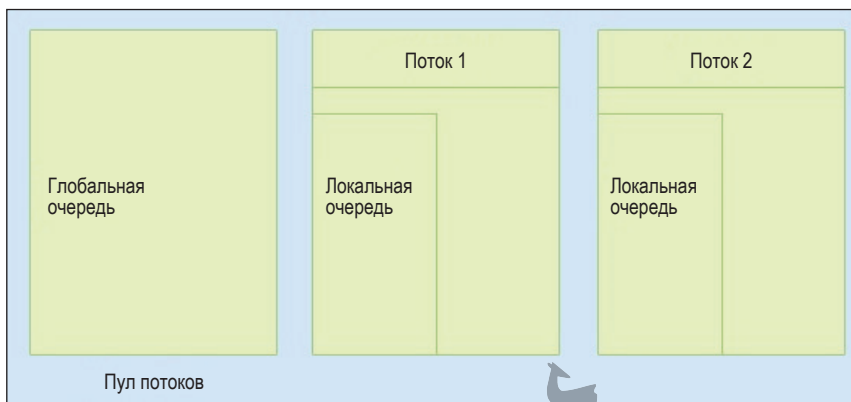 Глобальная
очередь
Поток 1
Локальная
очередь
Поток 2
Локальная
очередь
Пул потоков